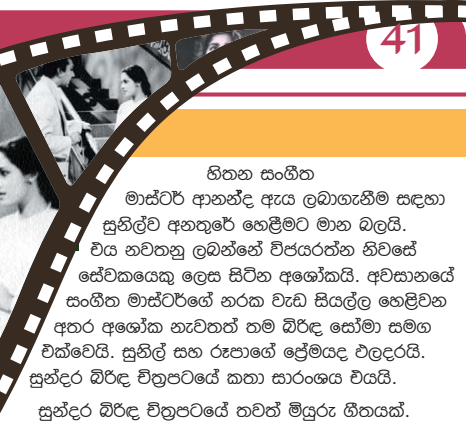 41
හිතන සංගීත
මාස්ටර් ආනන්ද ඇය ලබාගැනීම සඳහා
සුනිල්ව අනතුරේ හෙළීමට මාන බලයි.
එය නවතනු ලබන්නේ විජයරත්න නිවසේ
සේවකයෙකු ලෙස සිටින අශෝකයි. අවසානයේ
සංගීත මාස්ටර්ගේ නරක වැඩ සියල්ල හෙළිවන
අතර අශෝක නැවතත් තම බිරිඳ සෝමා සමග
එක්වෙයි. සුනිල් සහ රූපාගේ ප්‍රේමයද ඵලදරයි.
සුන්දර බිරිඳ චිත්‍රපටයේ කතා සාරංශය එයයි.
සුන්දර බිරිඳ චිත්‍රපටයේ තවත් මියුරු ගීතයක්.